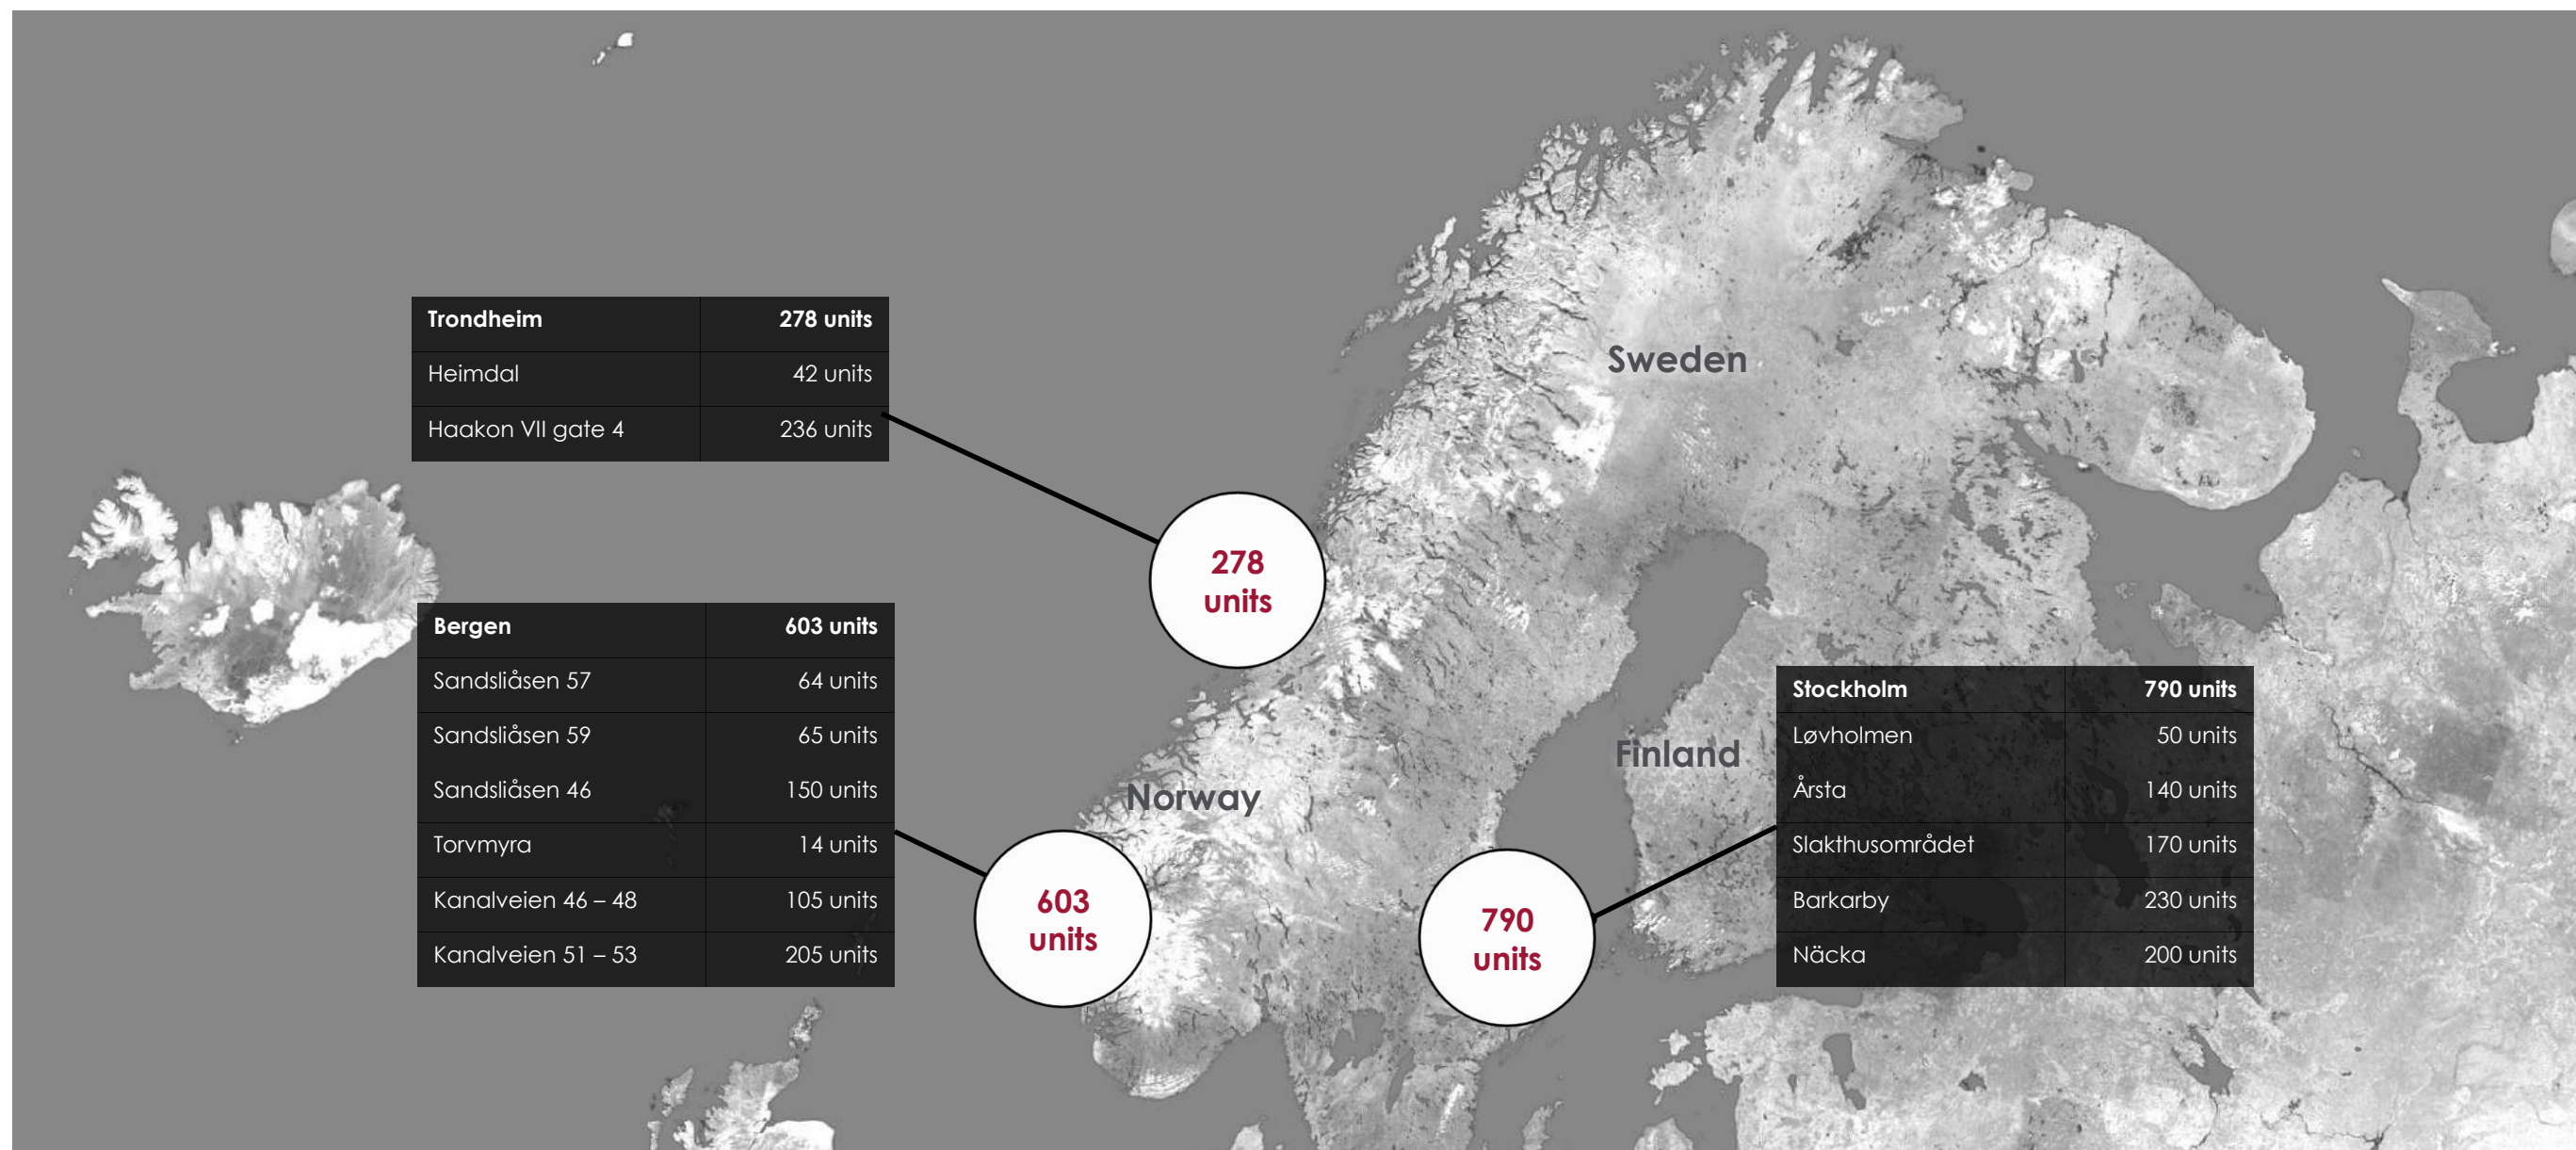 Sweden
Trondheim 278 units
Heimdal 42 units
Haakon VII gate 4 236 units
278
units
Bergen 603 units
Sandsliåsen 57 64 units
Sandsliåsen 59 65 units
Sandsliåsen 46 150 units
Torvmyra 14 units
Kanalveien 46 – 48 105 units
Kanalveien 51 – 53 205 units
Norway
603
units
Finland
790
units
Stockholm 790 units
Løvholmen 50 units
Årsta 140 units
Slakthusområdet 170 units
Barkarby 230 units
Näcka 200 units